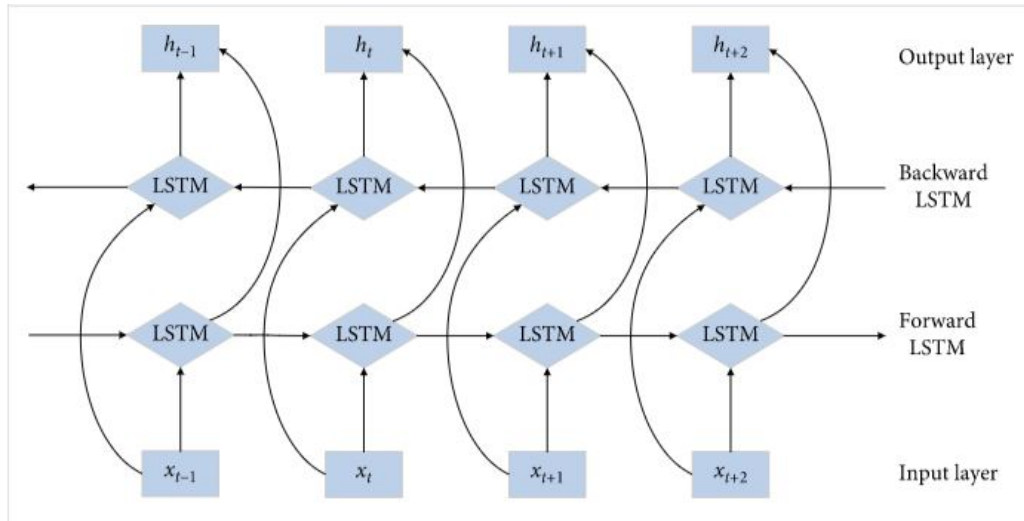 h_{t–1} h_t h_{t+1} h_{t+2} Output layer
LSTM LSTM LSTM LSTM Backward
LSTM
LSTM LSTM LSTM LSTM Forward
LSTM
x_{t–1} x_t x_{t+1} x_{t+2} Input layer